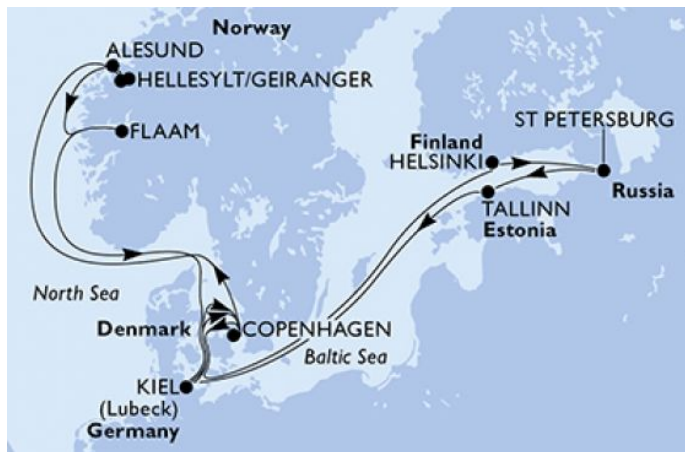 Norway
ALESUND
HELLESYLT/GEIRANGER
FLAAM
ST PETERSBURG
Finland
HELSINKI
Russia
TALLINN
Estonia
North Sea
Denmark
COPENHAGEN
Baltic Sea
KIEL
(Lubeck)
Germany